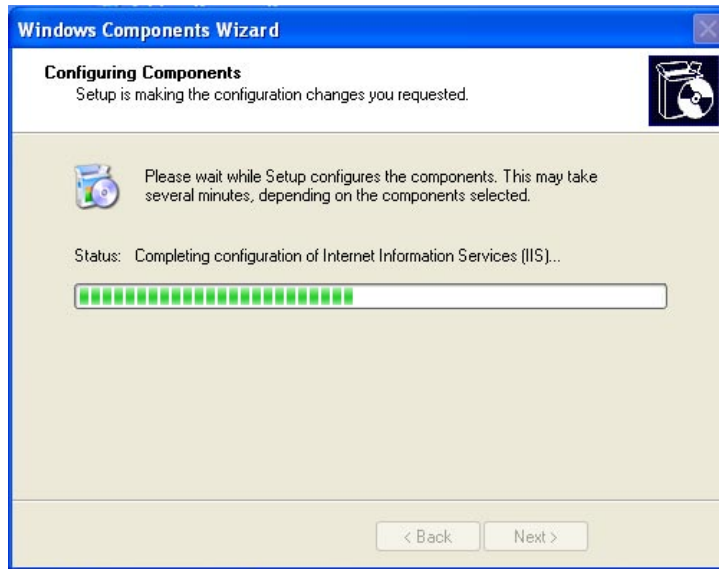 Windows Components Wizard
Configuring Components
Setup is making the configuration changes you requested.
Please wait while Setup configures the components. This may take
several minutes, depending on the components selected.
Status: Completing configuration of Internet Information Services (IIS)...
< Back Next >